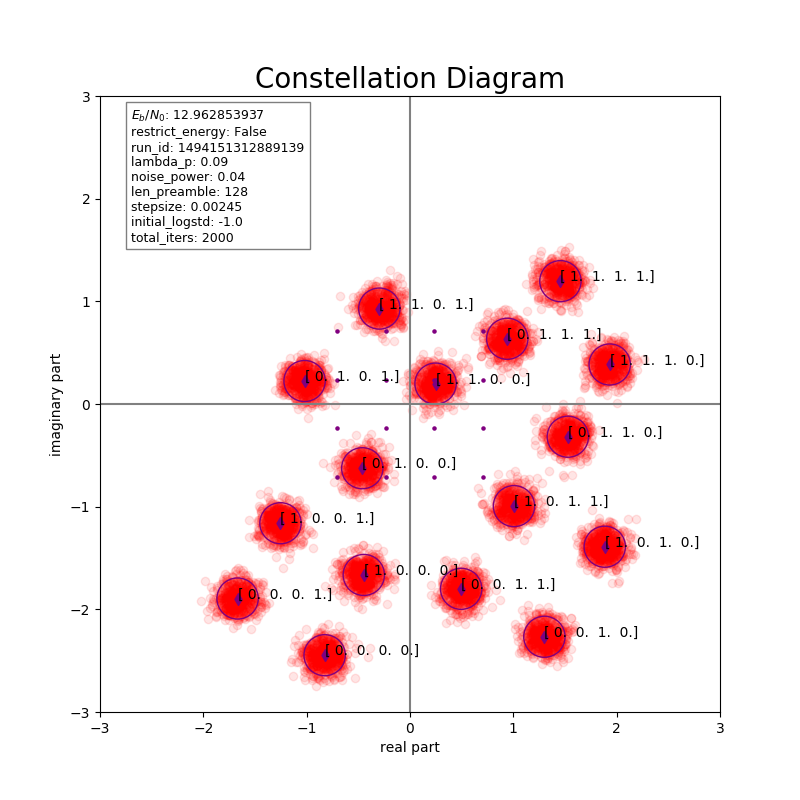 Constellation Diagram
E_b/N_0: 12.962853937
restrict_energy: False
run_id: 1494151312889139
lambda_p: 0.09
noise_power: 0.04
len_preamble: 128
stepsize: 0.00245
initial_logstd: -1.0
total_iters: 2000
[ 1. 1. 1. 1.]
[ 1. 1. 0. 1.]
[ 0. 1. 1. 1.]
[ 1. 1. 1. 0.]
[ 0. 1. 0. 1.]
[ 1. 1. 0. 0.]
[ 0. 1. 1. 0.]
[ 0. 1. 0. 0.]
[ 1. 0. 1. 1.]
[ 1. 0. 0. 1.]
[ 1. 0. 1. 0.]
[ 1. 0. 0. 0.]
[ 0. 0. 1. 1.]
[ 0. 0. 0. 1.]
[ 0. 0. 1. 0.]
[ 0. 0. 0. 0.]
3
2
1
0
−1
−2
−3
−3 −2 −1 0 1 2 3
real part
imaginary part